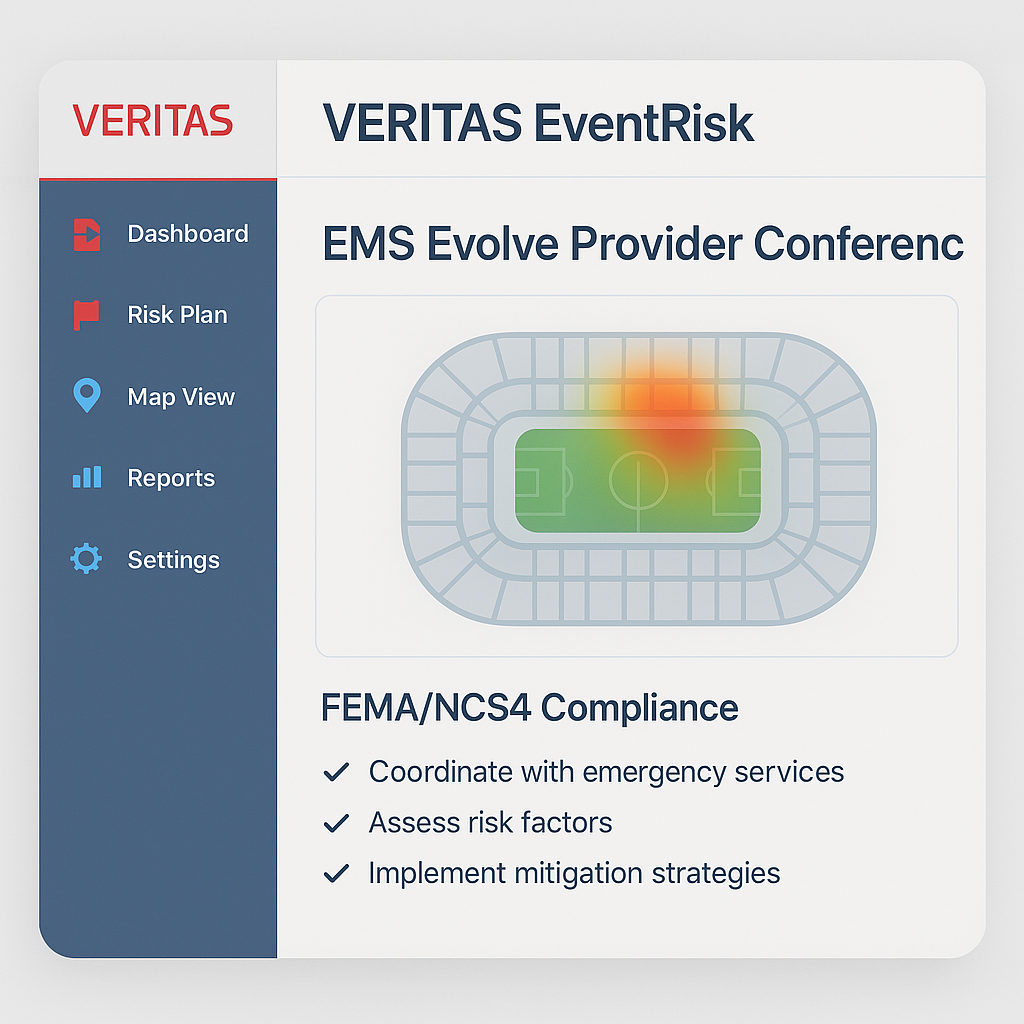 VERITAS
Dashboard
Risk Plan
Map View
Reports
Settings
VERITAS EventRisk
EMS Evolve Provider Conferenc
FEMA/NCS4 Compliance
Coordinate with emergency services
Assess risk factors
Implement mitigation strategies